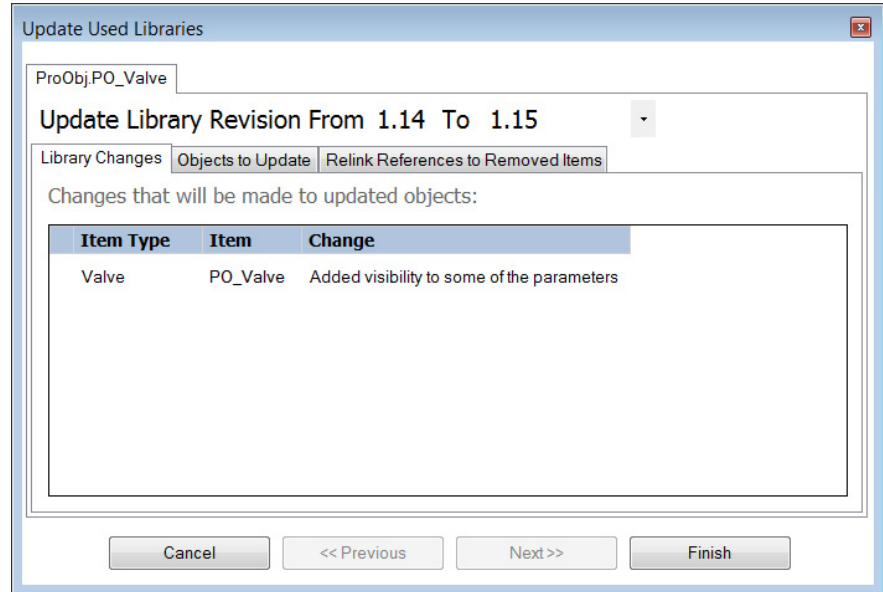 Update Used Libraries
ProObj.PO_Valve
Update Library Revision From 1.14 To 1.15
Library Changes Objects to Update Relink References to Removed Items
Changes that will be made to updated objects:
Item Type Item Change
Valve PO_Valve Added visibility to some of the parameters
Cancel << Previous Next >> Finish